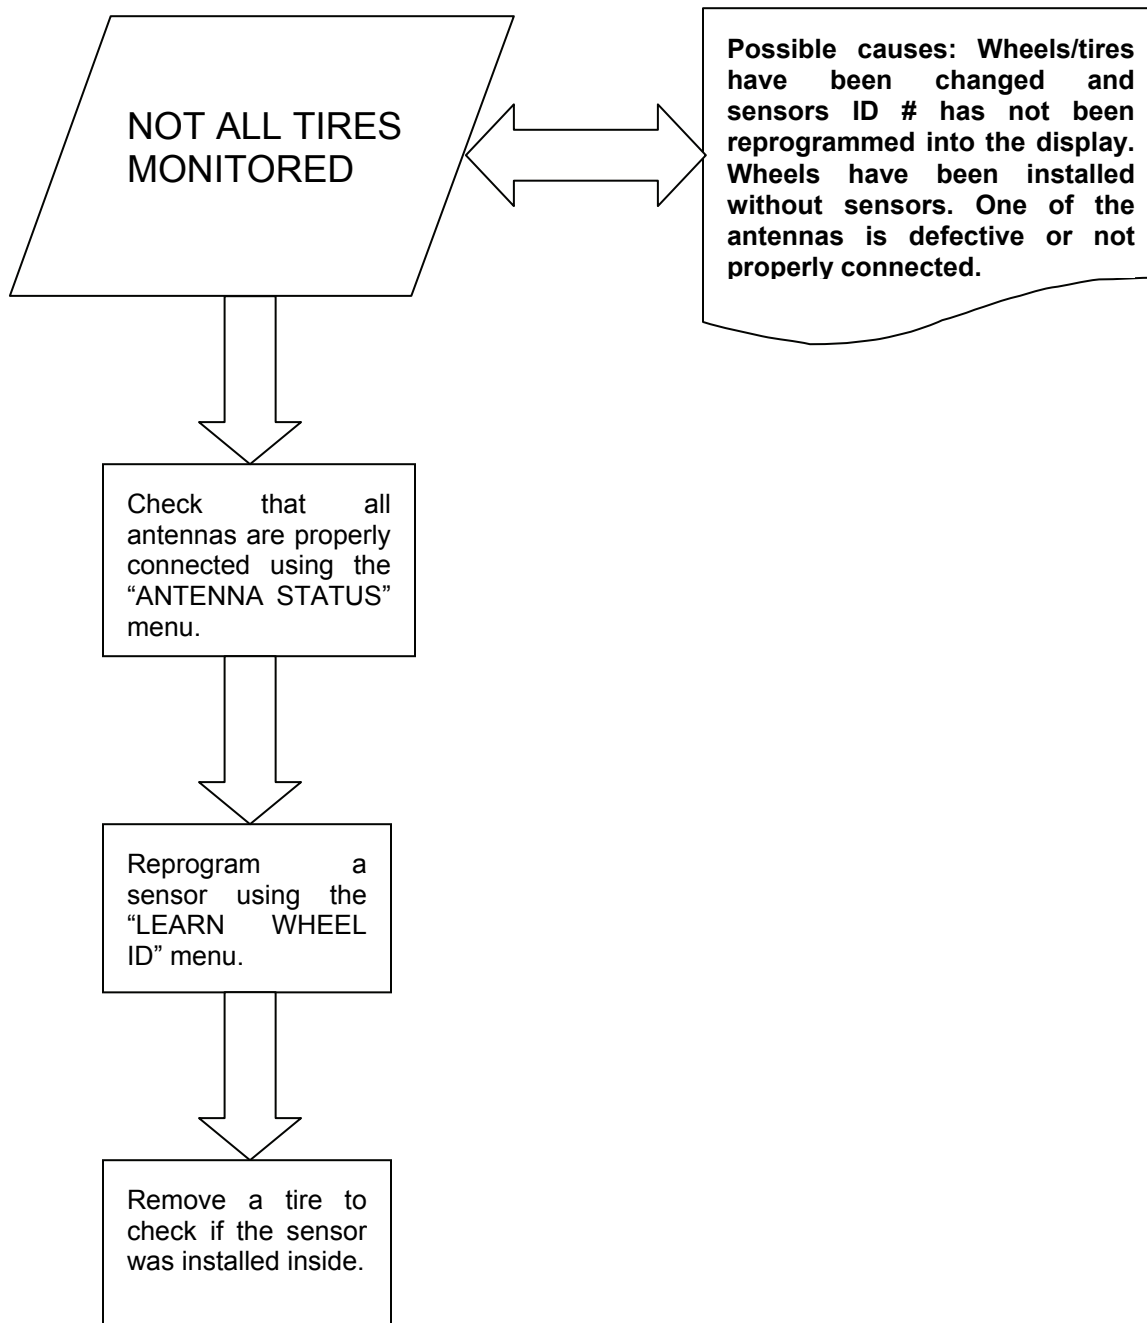 NOT ALL TIRES
MONITORED
Possible causes: Wheels/tires
have been changed and
sensors ID # has not been
reprogrammed into the display.
Wheels have been installed
without sensors. One of the
antennas is defective or not
properly connected.
Check that all
antennas are properly
connected using the
“ANTENNA STATUS”
menu.
Reprogram a
sensor using the
“LEARN WHEEL
ID” menu.
Remove a tire to
check if the sensor
was installed inside.